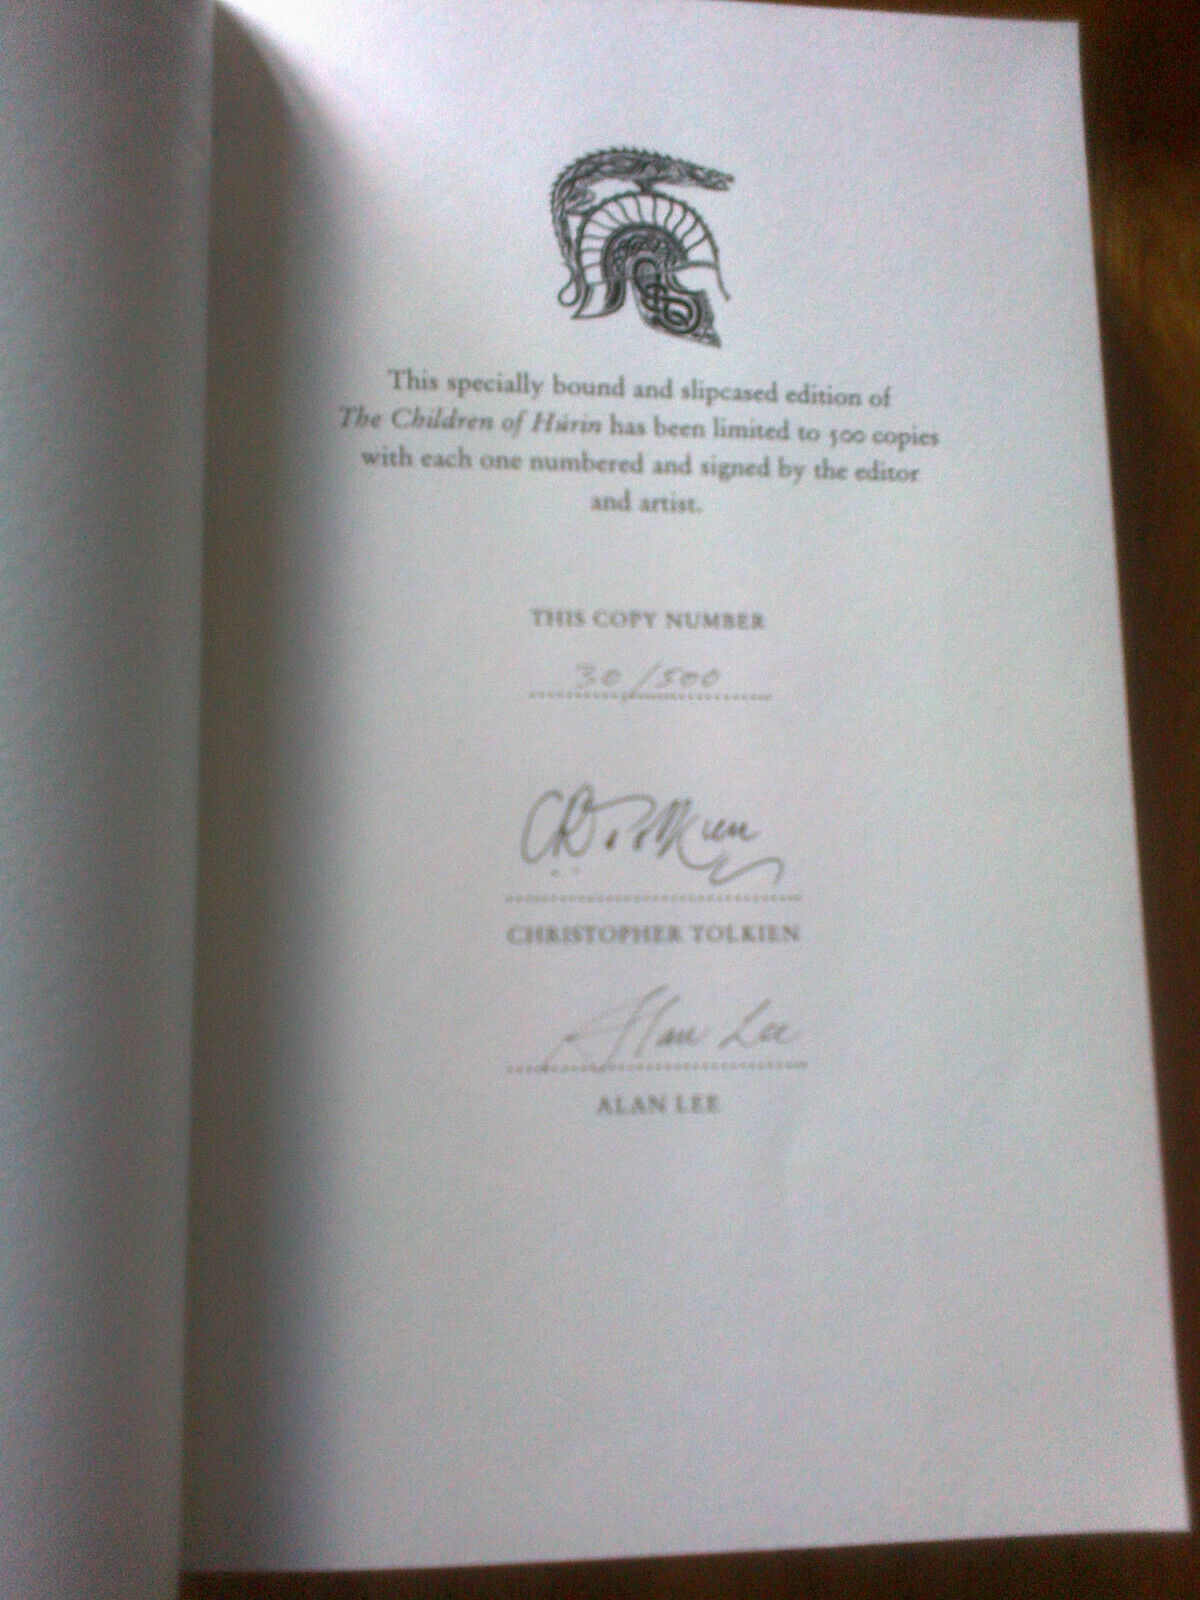 This specially bound and slipcased edition of
The Children of Húrin has been limited to 500 copies
with each one numbered and signed by the editor
and artist.
THIS COPY NUMBER
30/500
CR Tolkien
CHRISTOPHER TOLKIEN
Alan Lee
ALAN LEE